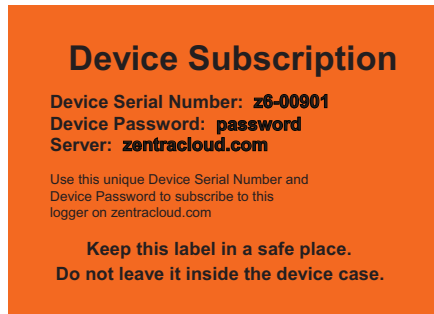 Device Subscription
Device Serial Number: z6-00901
Device Password: password
Server: zentracloud.com
Use this unique Device Serial Number and
Device Password to subscribe to this
logger on zentracloud.com
Keep this label in a safe place.
Do not leave it inside the device case.